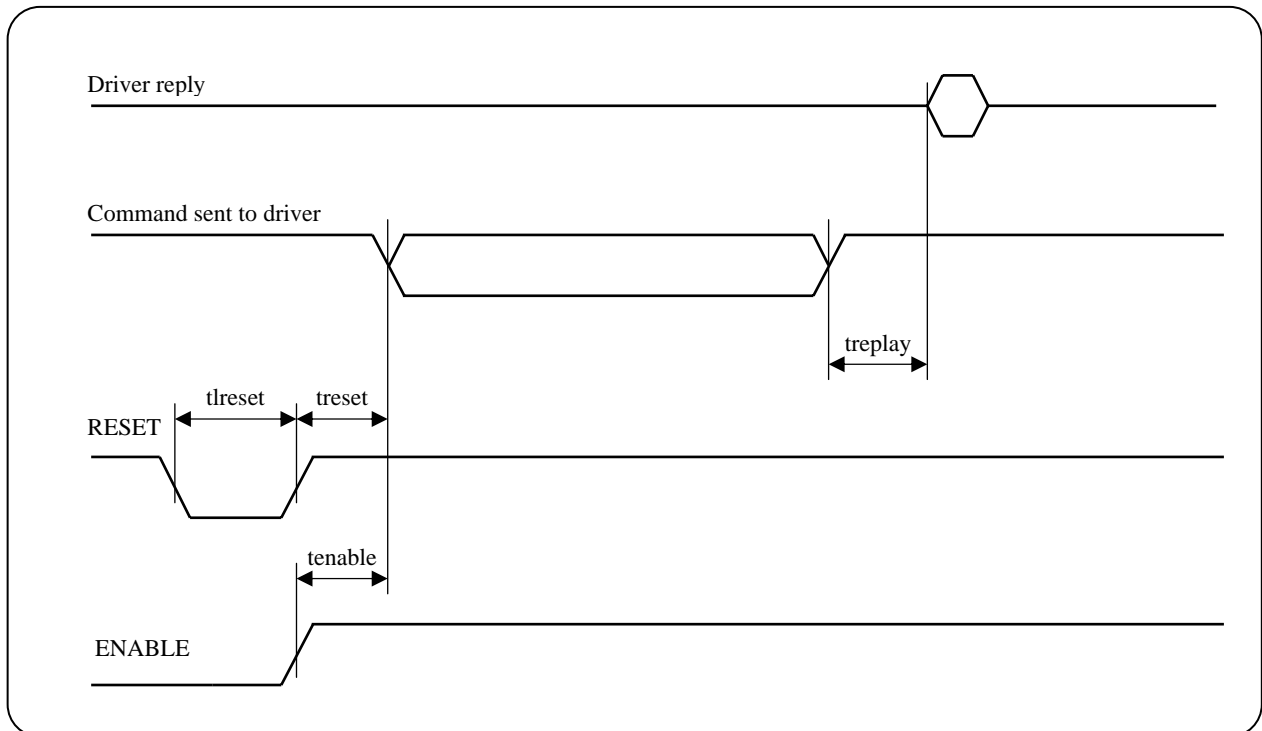 Driver reply
Command sent to driver
treplay
tlreset treset
RESET
tenable
ENABLE